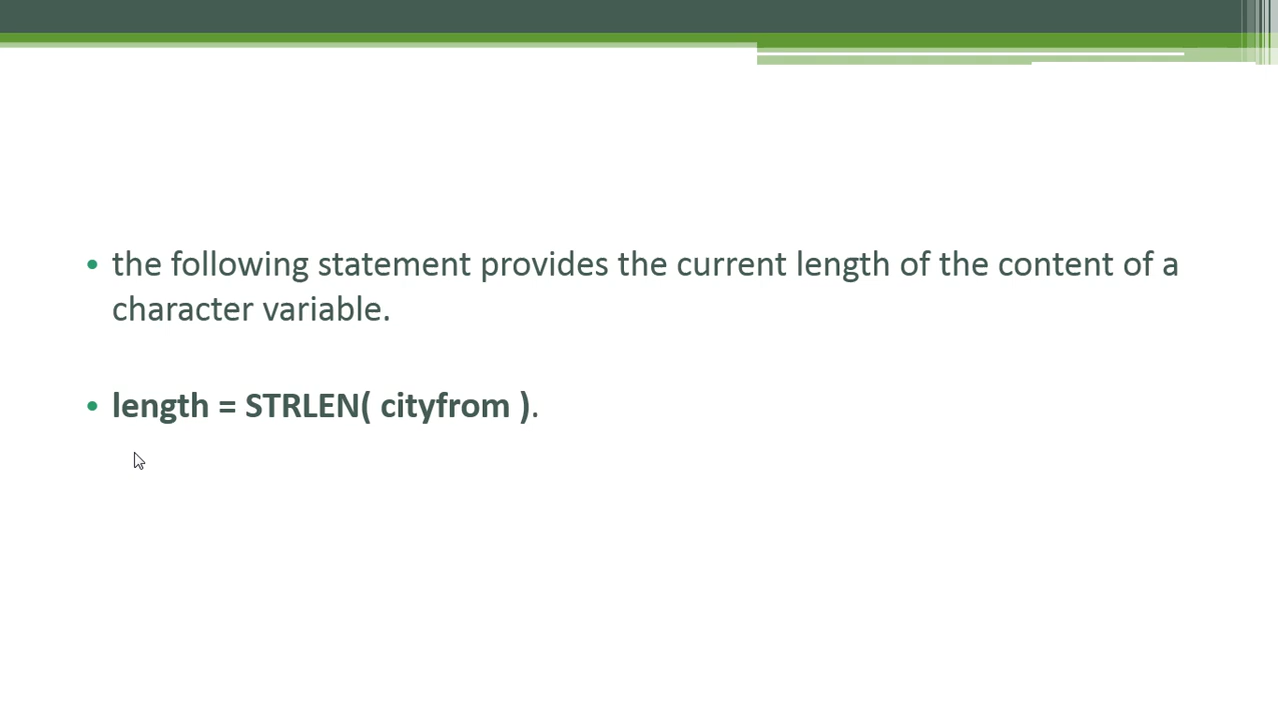 • the following statement provides the current length of the content of a
character variable.
• length = STRLEN( cityfrom ).